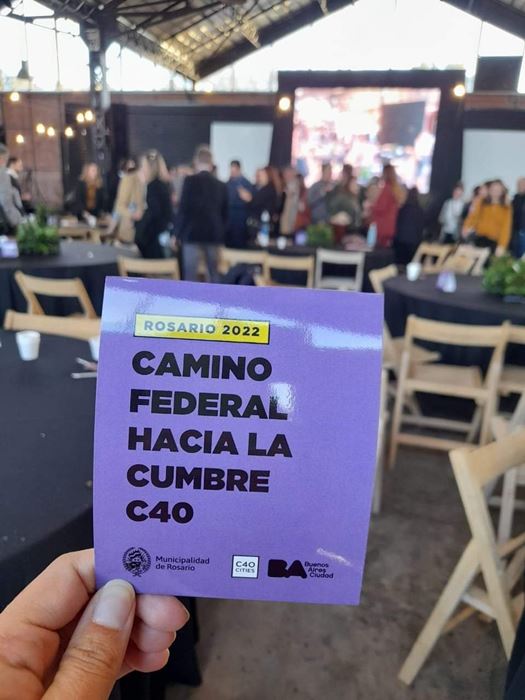 ROSARIO 2022
CAMINO
FEDERAL
HACIA LA
CUMBRE
C40
Municipalidad
de Rosario
C40
CITIES
BA
Buenos
Aires
Ciudad